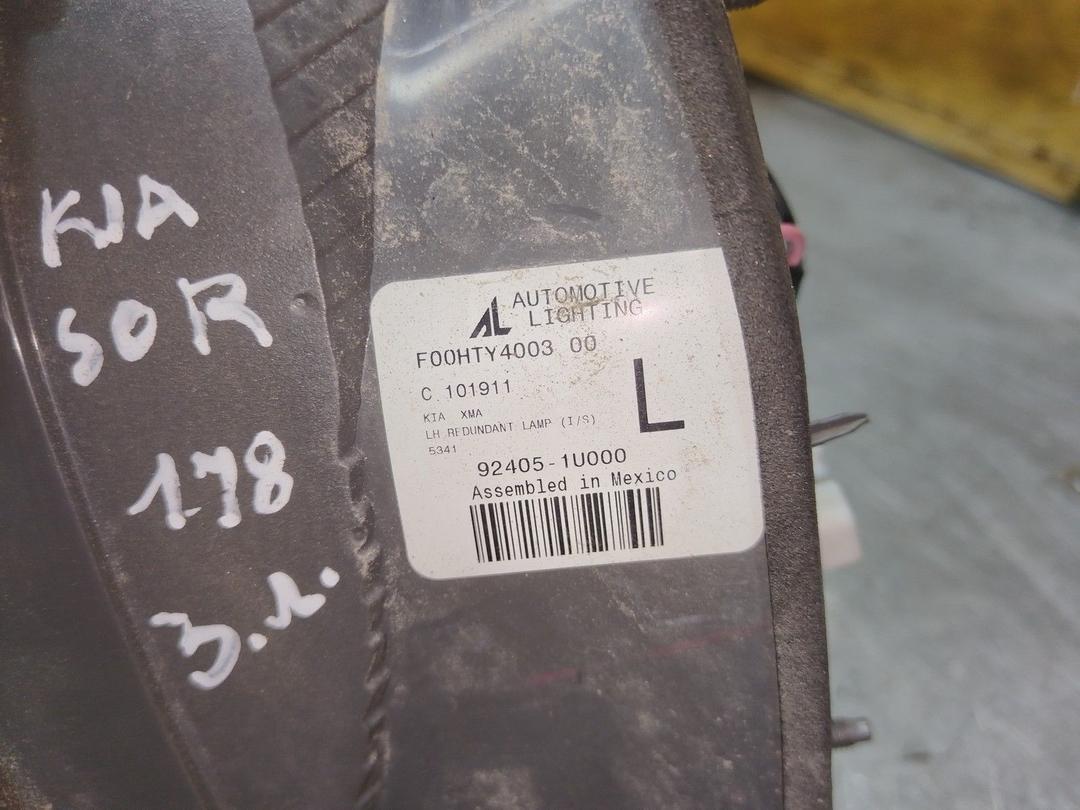 KIA
SOR
178
З.Л.
AL AUTOMOTIVE
LIGHTING
F00HTY4003 00
C 101911
KIA XMA
LH REDUNDANT LAMP (I/S)
5341
L
92405-1U000
Assembled in Mexico